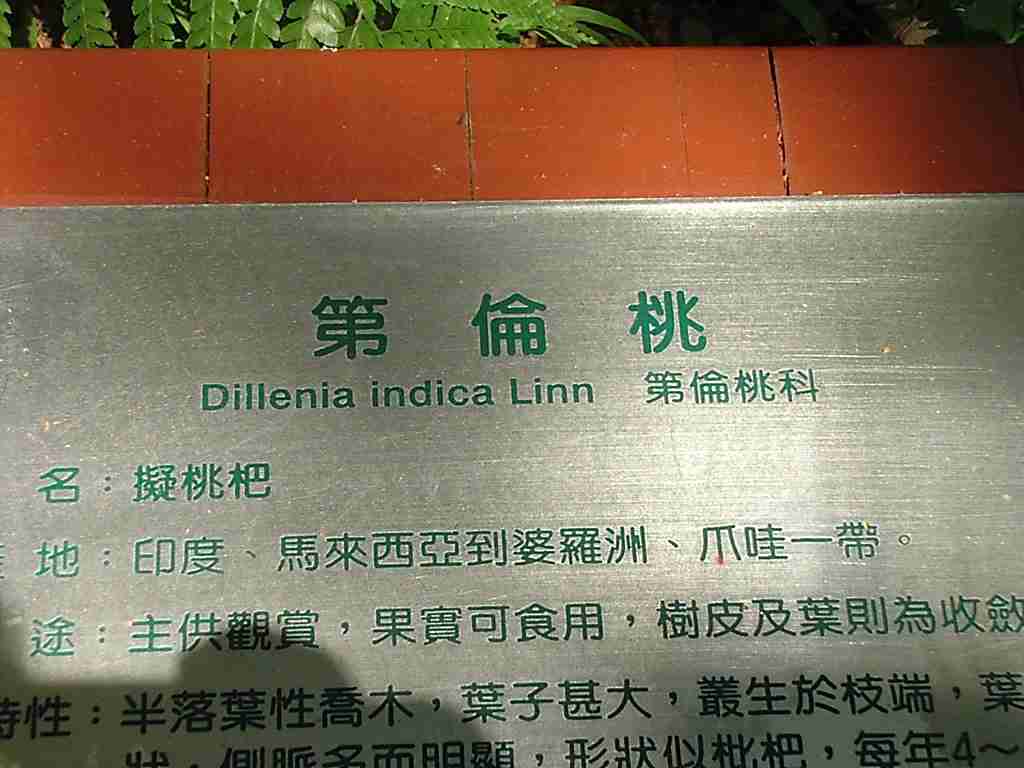 第倫桃
Dillenia indica Linn 第倫桃科
名：擬桃杷
地：印度、馬來西亞到婆羅洲、爪哇一帶。
途：主供觀賞，果實可食用，樹皮及葉則為收斂
特性：半落葉性喬木，葉子甚大，叢生於枝端，葉
狀，側脈多而明顯，形狀似枇杷，每年4～